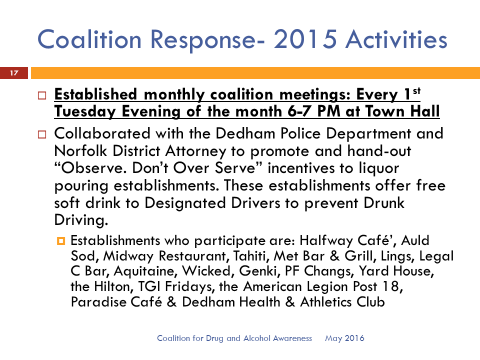 Coalition Response- 2015 Activities
17
Established monthly coalition meetings: Every 1st
Tuesday Evening of the month 6-7 PM at Town Hall
Collaborated with the Dedham Police Department and
Norfolk District Attorney to promote and hand-out
“Observe. Don’t Over Serve” incentives to liquor
pouring establishments. These establishments offer free
soft drink to Designated Drivers to prevent Drunk
Driving.
Establishments who participate are: Halfway Café’, Auld
Sod, Midway Restaurant, Tahiti, Met Bar & Grill, Lings, Legal
C Bar, Aquitaine, Wicked, Genki, PF Changs, Yard House,
the Hilton, TGI Fridays, the American Legion Post 18,
Paradise Café & Dedham Health & Athletics Club
Coalition for Drug and Alcohol Awareness May 2016